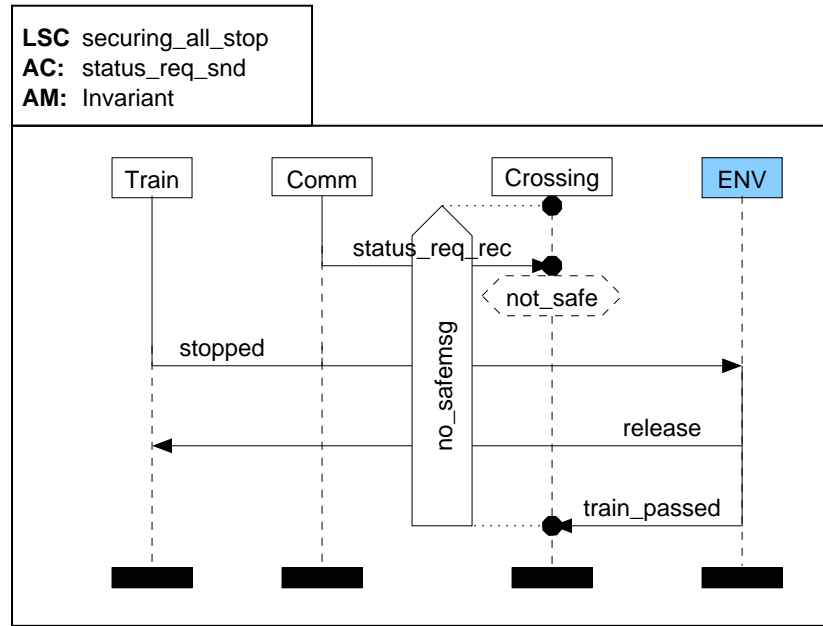 LSC securing_all_stop
AC: status_req_snd
AM: Invariant
Train
Comm
Crossing
ENV
status_req_rec
not_safe
stopped
no_safemsg
release
train_passed